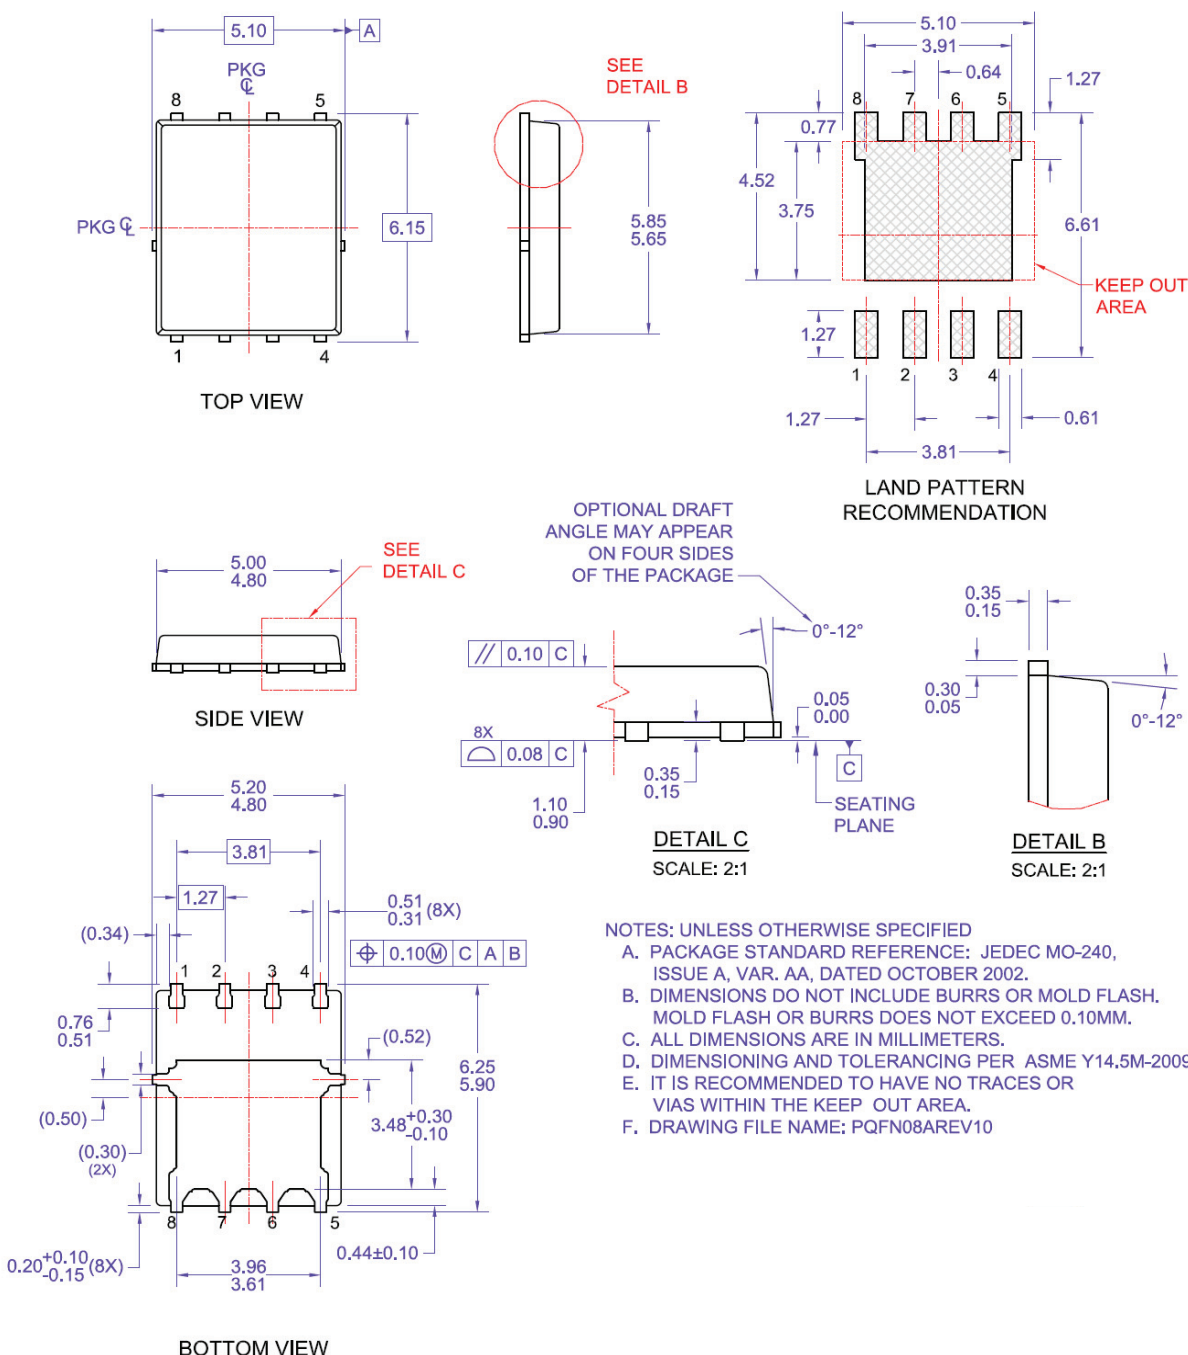 5.10
A
PKG
℄
8
5
PKG ℄
6.15
1
4
TOP VIEW
SEE
DETAIL B
5.85
5.65
5.10
3.91
0.64
1.27
8
7
6
5
0.77
4.52
3.75
6.61
KEEP OUT
AREA
1.27
1
2
3
4
1.27
0.61
3.81
LAND PATTERN
RECOMMENDATION
5.00
4.80
SEE
DETAIL C
SIDE VIEW
OPTIONAL DRAFT
ANGLE MAY APPEAR
ON FOUR SIDES
OF THE PACKAGE
0°-12°
// 0.10 C
0.05
0.00
8X
⌓ 0.08 C
C
0.35
0.15
1.10
0.90
SEATING
PLANE
DETAIL C
SCALE: 2:1
0.35
0.15
0.30
0.05
0°-12°
DETAIL B
SCALE: 2:1
5.20
4.80
3.81
1.27
0.51
0.31 (8X)
(0.34)
⌖ 0.10Ⓜ C A B
1
2
3
4
0.76
0.51
(0.52)
6.25
5.90
(0.50)
3.48 +0.30
-0.10
(0.30)
(2X)
8
7
6
5
0.20 +0.10
-0.15 (8X)
0.44±0.10
3.96
3.61
BOTTOM VIEW
NOTES: UNLESS OTHERWISE SPECIFIED
A. PACKAGE STANDARD REFERENCE: JEDEC MO-240,
ISSUE A, VAR. AA, DATED OCTOBER 2002.
B. DIMENSIONS DO NOT INCLUDE BURRS OR MOLD FLASH.
MOLD FLASH OR BURRS DOES NOT EXCEED 0.10MM.
C. ALL DIMENSIONS ARE IN MILLIMETERS.
D. DIMENSIONING AND TOLERANCING PER ASME Y14.5M-2009
E. IT IS RECOMMENDED TO HAVE NO TRACES OR
VIAS WITHIN THE KEEP OUT AREA.
F. DRAWING FILE NAME: PQFN08AREV10